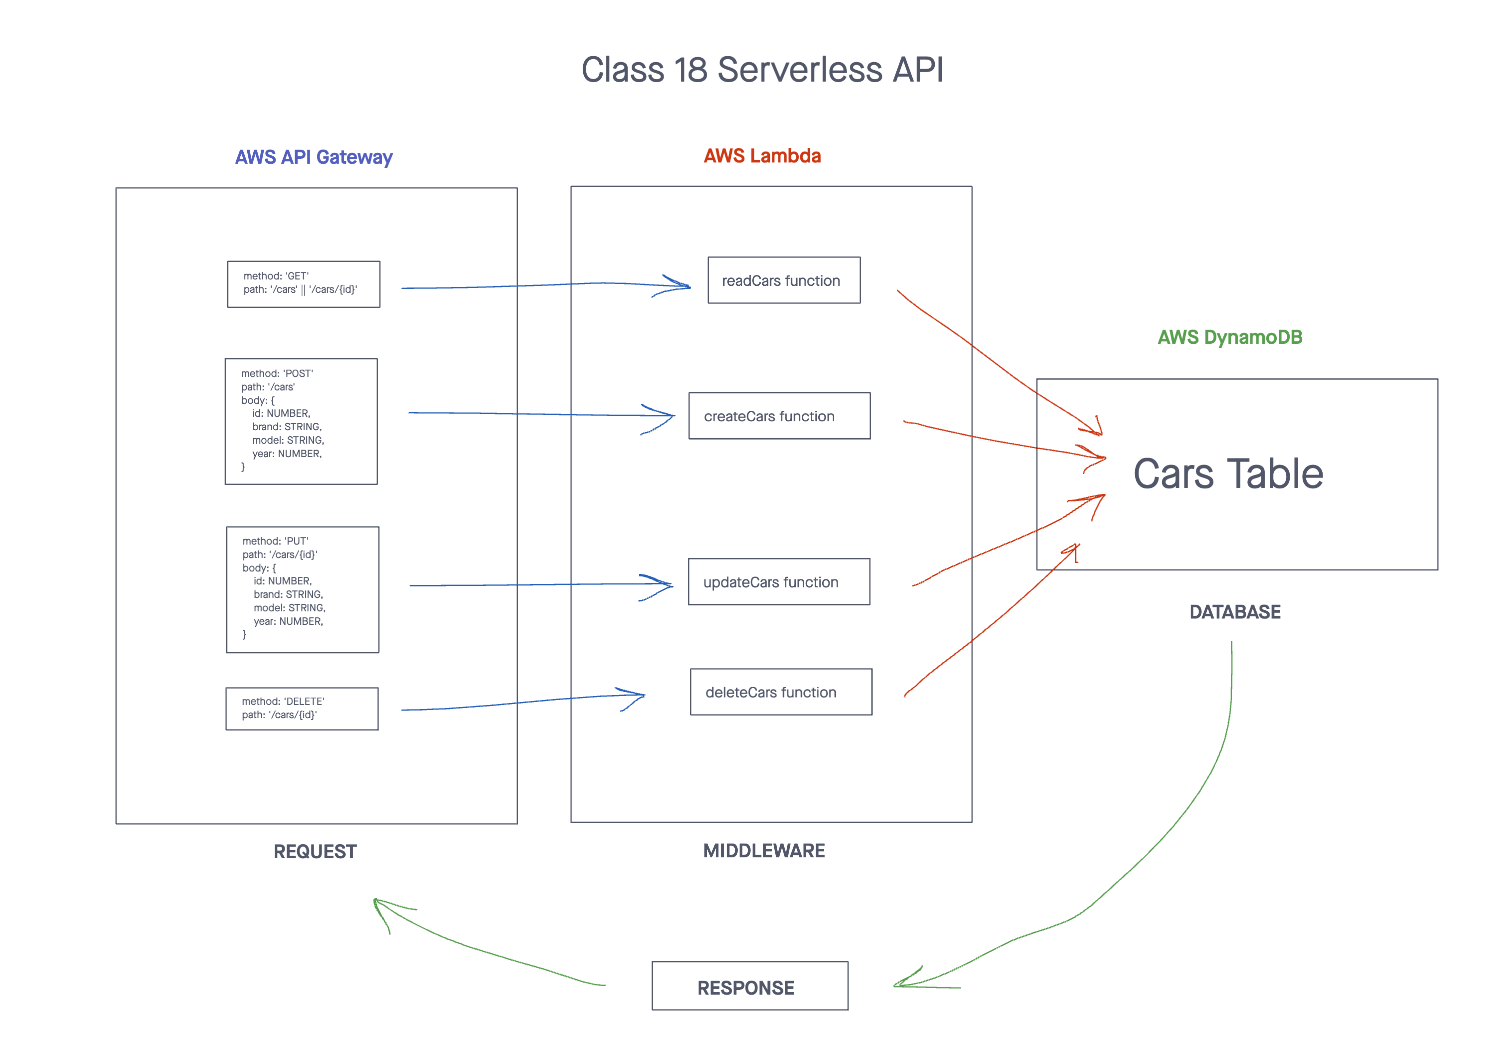 Class 18 Serverless API
AWS API Gateway
method: 'GET'
path: '/cars' || '/cars/{id}'
method: 'POST'
path: '/cars'
body: {
id: NUMBER,
brand: STRING,
model: STRING,
year: NUMBER,
}
method: 'PUT'
path: '/cars/{id}'
body: {
id: NUMBER,
brand: STRING,
model: STRING,
year: NUMBER,
}
method: 'DELETE'
path: '/cars/{id}'
REQUEST
AWS Lambda
readCars function
createCars function
updateCars function
deleteCars function
MIDDLEWARE
AWS DynamoDB
Cars Table
DATABASE
RESPONSE